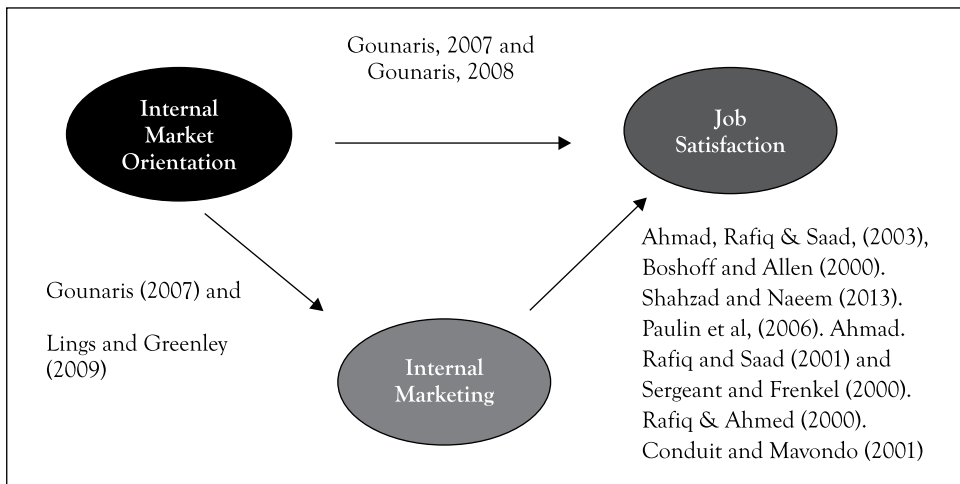 Gounaris, 2007 and
Gounaris, 2008
Internal
Market
Orientation
Job
Satisfaction
Gounaris (2007) and
Lings and Greenley
(2009)
Internal
Marketing
Ahmad, Rafiq & Saad, (2003),
Boshoff and Allen (2000).
Shahzad and Naeem (2013).
Paulin et al, (2006). Ahmad.
Rafiq and Saad (2001) and
Sergeant and Frenkel (2000).
Rafiq & Ahmed (2000).
Conduit and Mavondo (2001)